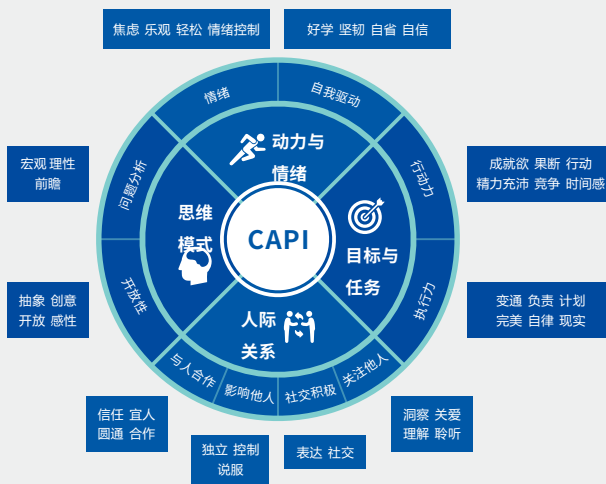 焦虑 乐观 轻松 情绪控制
好学 坚韧 自省 自信
情绪
自我驱动
动力与
情绪
宏观 理性
前瞻
问题分析
行动力
成就欲 果断 行动
精力充沛 竞争 时间感
思维
模式
CAPI
目标与
任务
抽象 创意
开放 感性
开放性
执行力
变通 负责 计划
完美 自律 现实
人际
关系
与人合作
影响他人
社交积极
关注他人
信任 宜人
圆通 合作
独立 控制
说服
表达 社交
洞察 关爱
理解 聆听